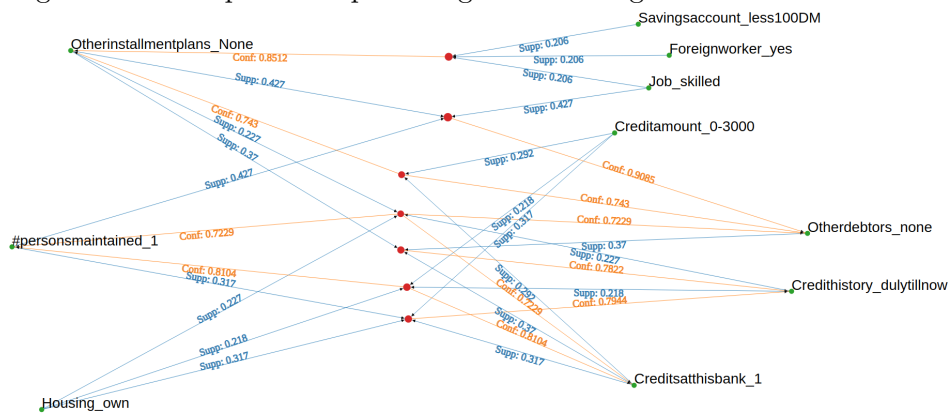 Savingsaccount_less100DM
Otherinstallmentplans_None
Supp: 0.206
Foreignworker_yes
Conf: 0.8512
Supp: 0.206
Supp: 0.206
Job_skilled
Supp: 0.427
Supp: 0.427
Conf: 0.743
Supp: 0.227
Creditamount_0-3000
Supp: 0.37
Supp: 0.292
Supp: 0.427
Conf: 0.9085
Supp: 0.218
Conf: 0.743
Supp: 0.317
Conf: 0.7229
Otherdebtors_none
#personsmaintained_1
Conf: 0.7229
Supp: 0.37
Supp: 0.227
Conf: 0.7822
Conf: 0.8104
Supp: 0.317
Supp: 0.292
Credithistory_dulytillnow
Supp: 0.218
Conf: 0.7944
Supp: 0.227
Conf: 0.7229
Supp: 0.37
Supp: 0.218
Conf: 0.8104
Supp: 0.317
Supp: 0.317
Creditsatthisbank_1
Housing_own